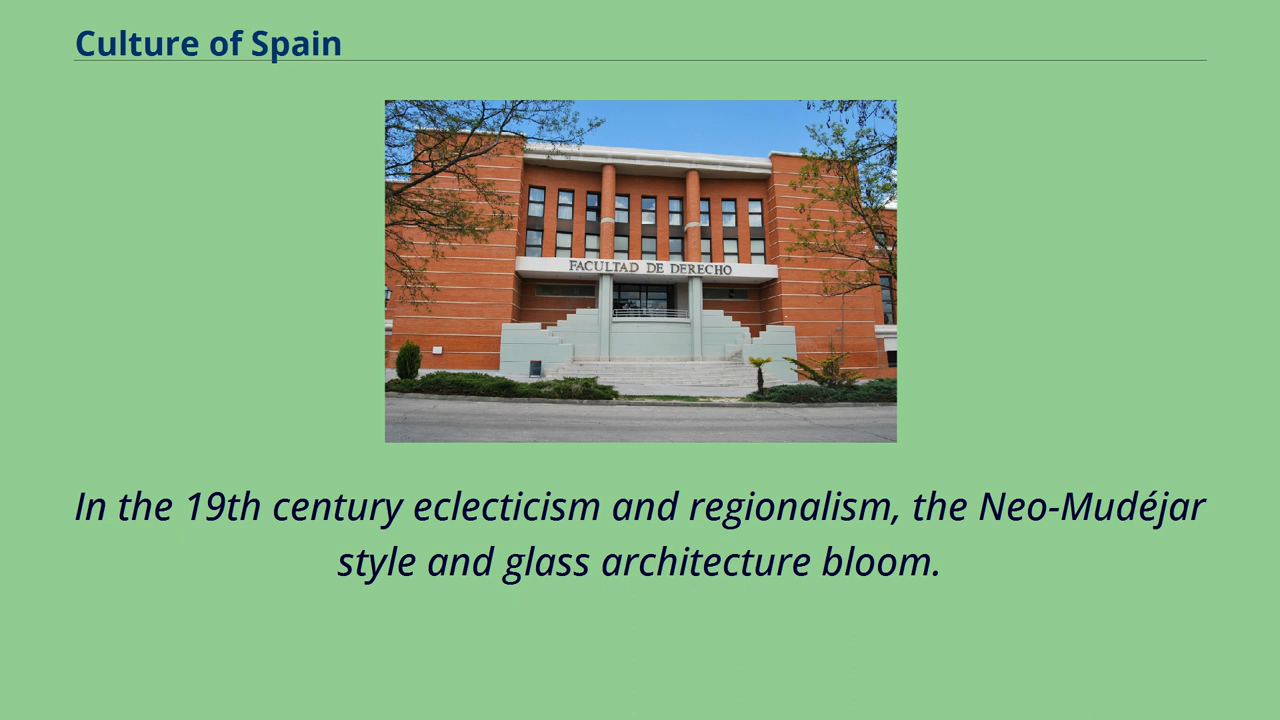 Culture of Spain
FACULTAD DE DERECHO
In the 19th century eclecticism and regionalism, the Neo-Mudéjar
style and glass architecture bloom.